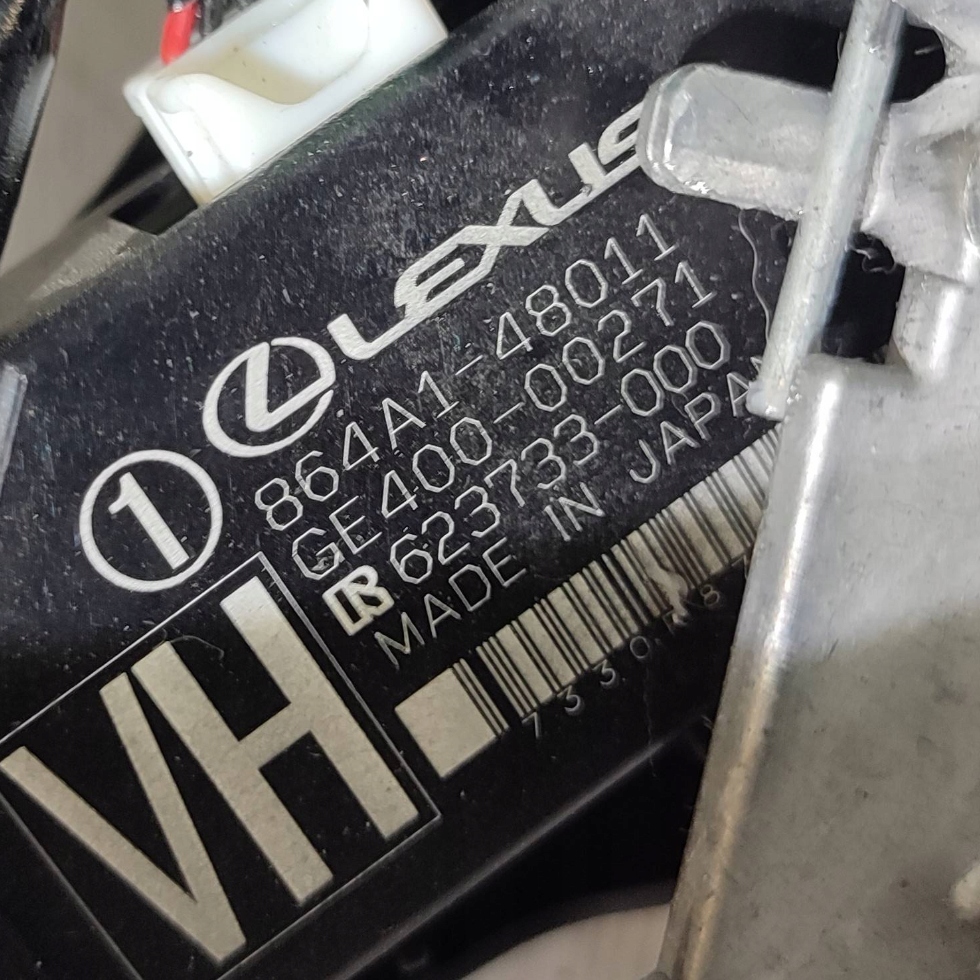 LEXUS
① 864A1-48011
GE400-00271
623733-000
MADE IN JAPAN
VH